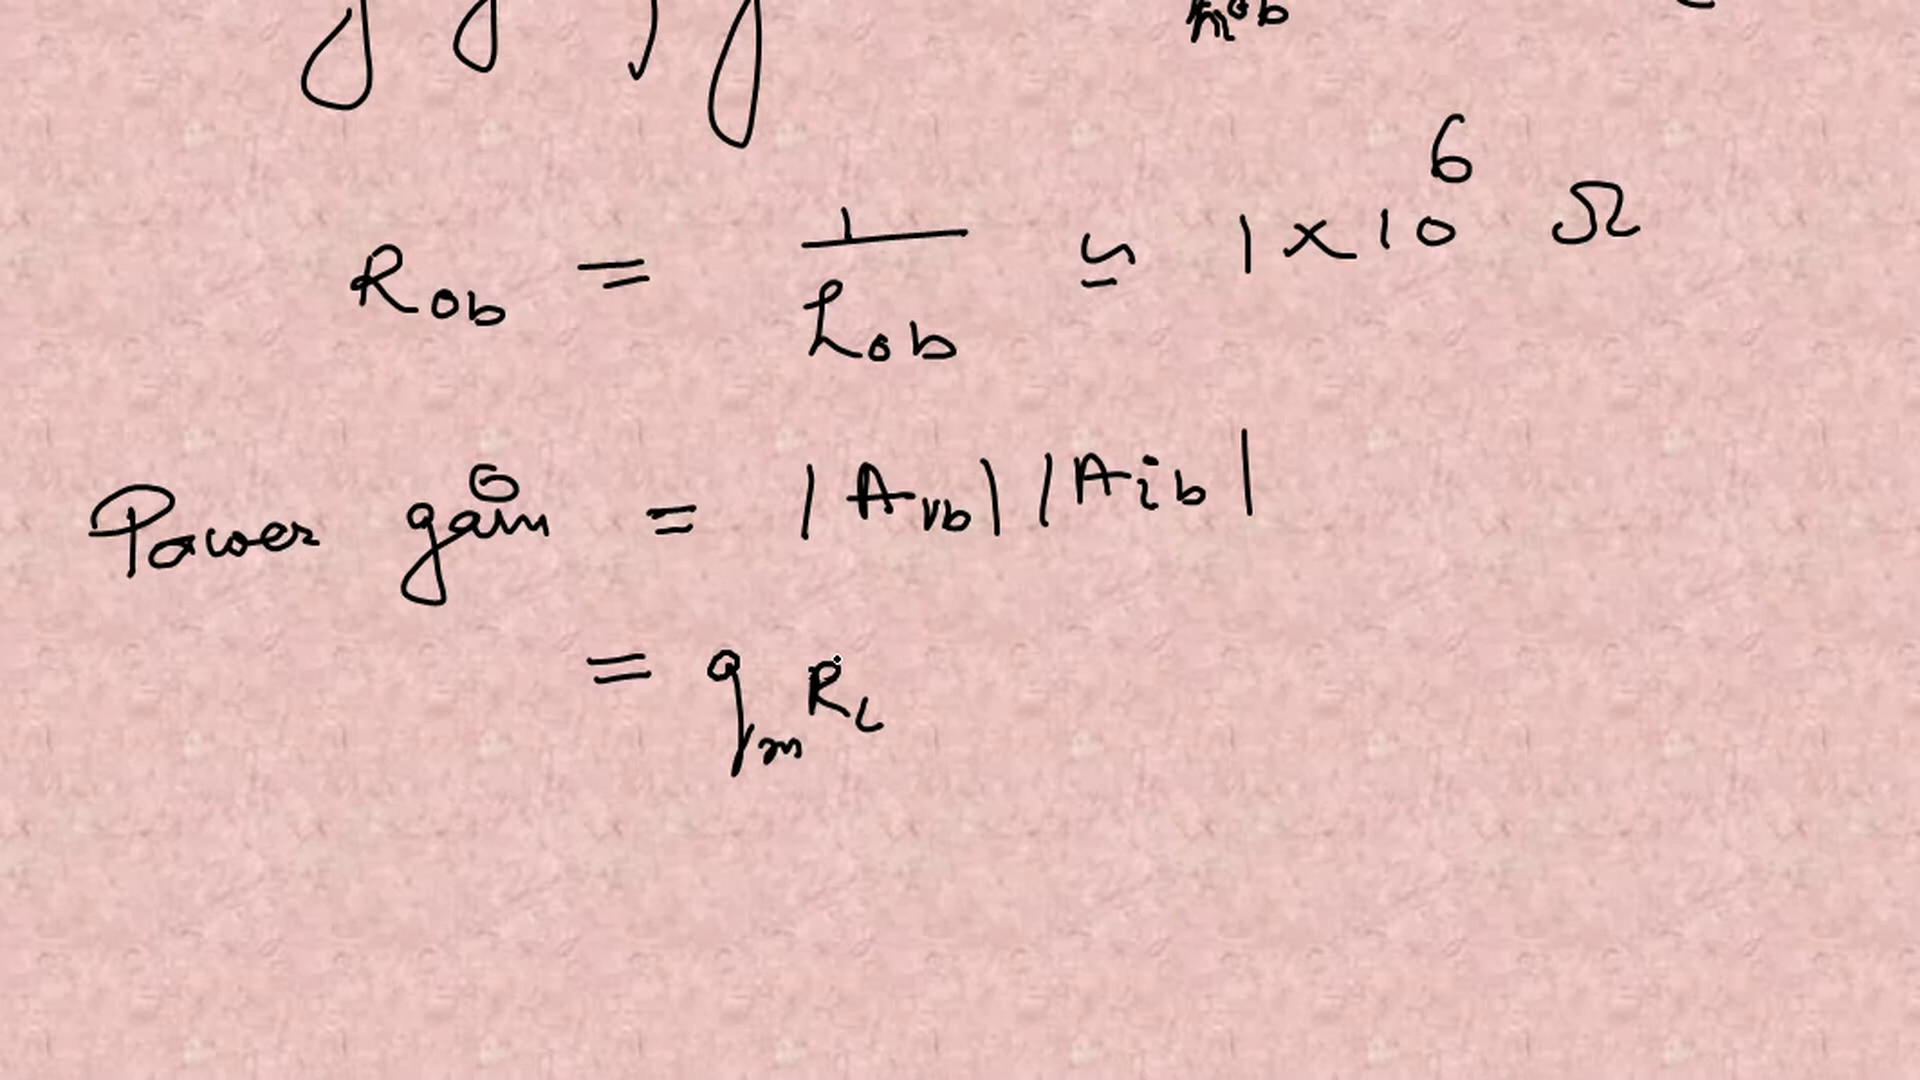 R_ob = 1/h_ob ≃ 1 × 10^6 Ω
Power gain = |A_vb| |A_ib|
= g_m R_L